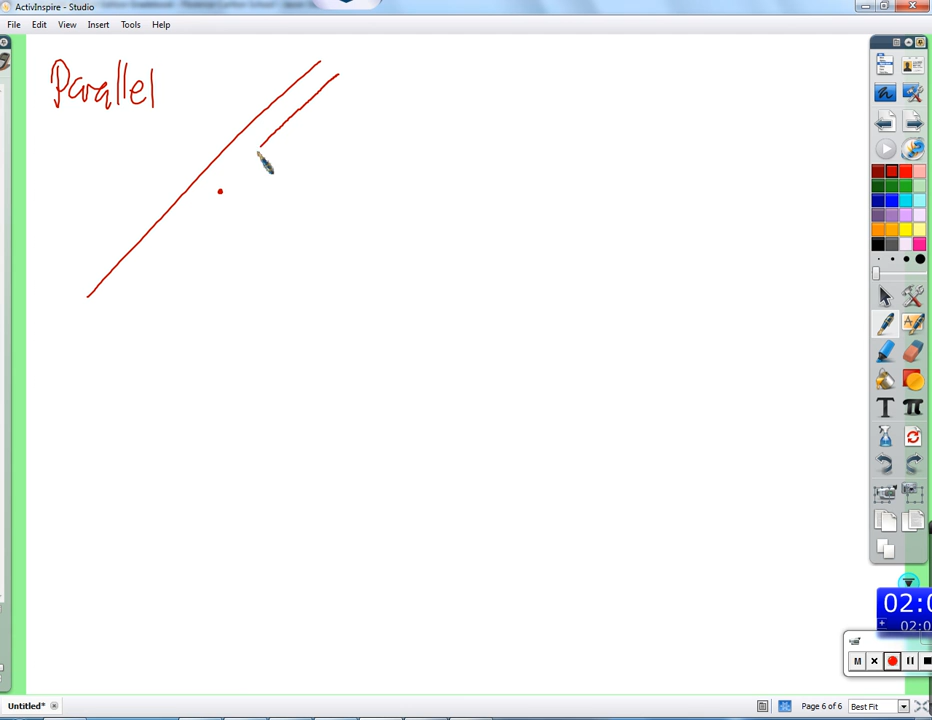 ActivInspire - Studio
File Edit View Insert Tools Help
Parallel
M
02:0
02:0
Untitled*
Page 6 of 6
Best Fit